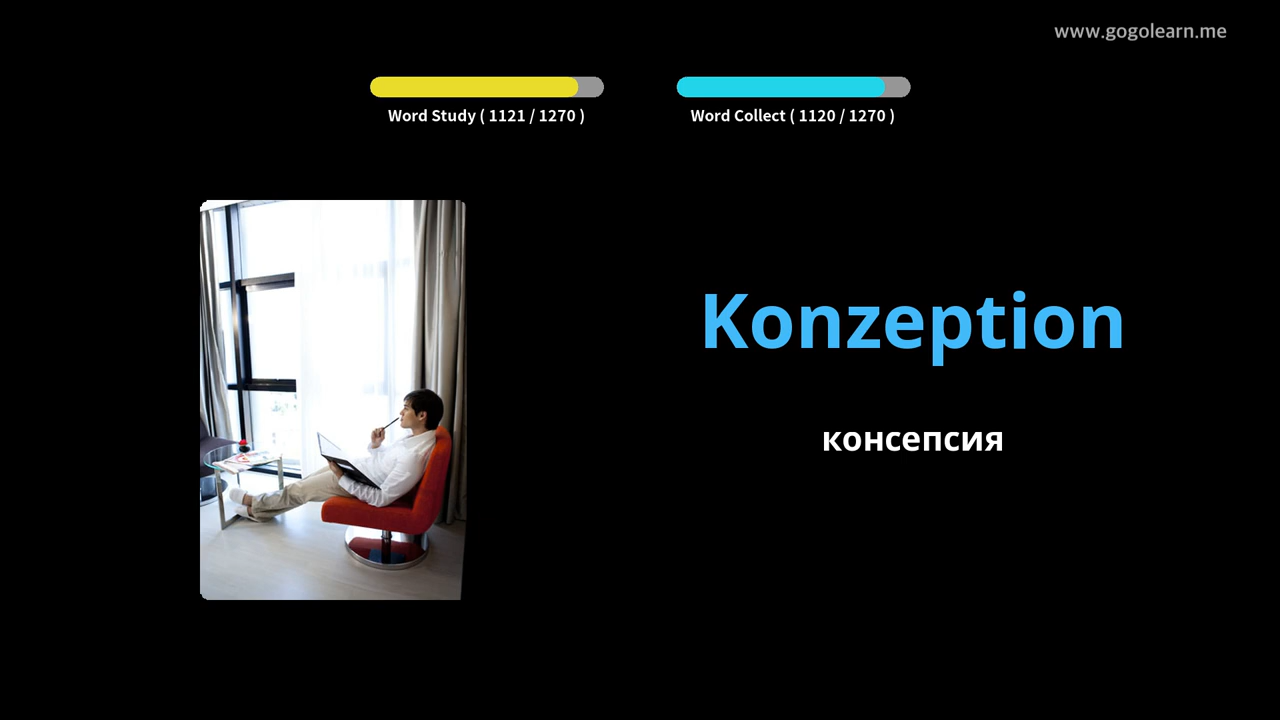 www.gogolearn.me
Word Study ( 1121 / 1270 )
Word Collect ( 1120 / 1270 )
Konzeption
консепсия